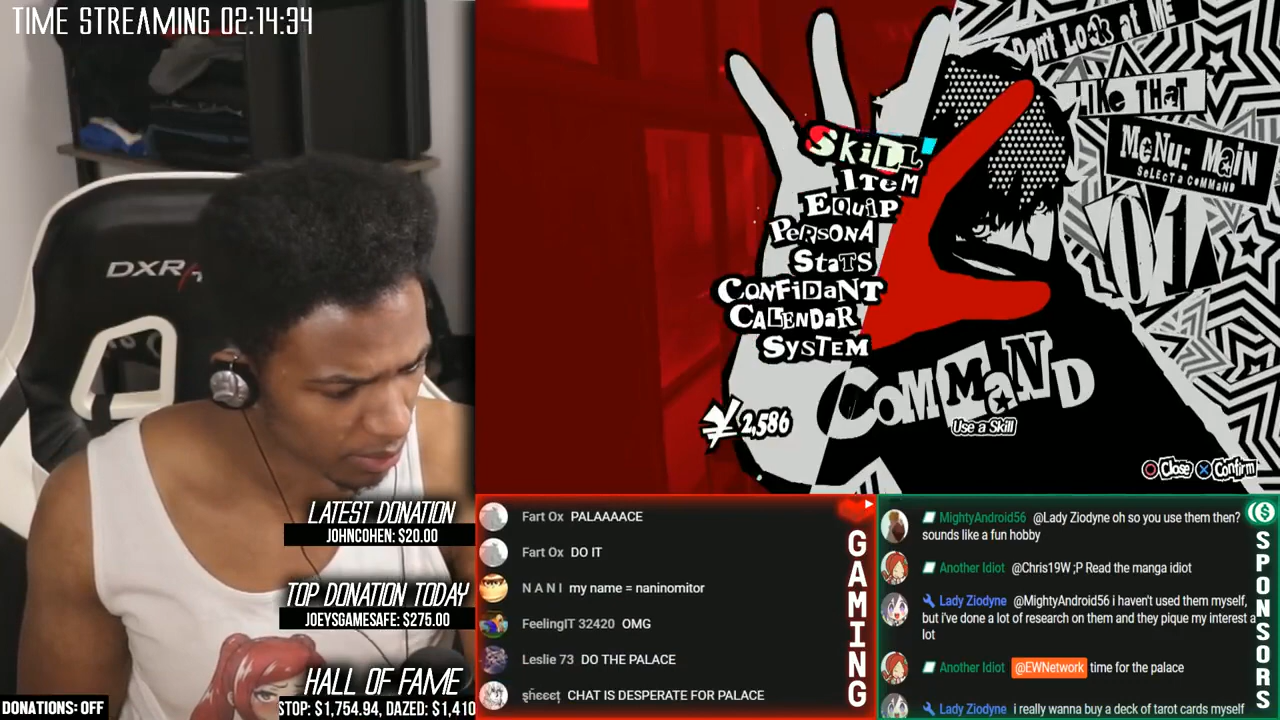 TIME STREAMING 02:14:34
DXR
LATEST DONATION
JOHNCOHEN: $20.00
TOP DONATION TODAY
JOEYSGAMESAFE: $275.00
HALL OF FAME
STOP: $1,754.94, DAZED: $1,410
DONATIONS: OFF
Don't Look at ME
LIKE THAT
MENU: MAIN
SELECT A COMMAND
01
SKILL
ITEM
EQUIP
PERSONA
STATS
CONFIDANT
CALENDAR
SYSTEM
¥ 2,586
COMMAND
Use a Skill
Close Confirm
Fart Ox PALAAAACE
Fart Ox DO IT
N A N I my name = naninomitor
FeelingIT 32420 OMG
Leslie 73 DO THE PALACE
CHAT IS DESPERATE FOR PALACE
GAMING
MightyAndroid56 @Lady Ziodyne oh so you use them then?
sounds like a fun hobby
Another Idiot @Chris19W ;P Read the manga idiot
Lady Ziodyne @MightyAndroid56 i haven't used them myself,
but i've done a lot of research on them and they pique my interest a
lot
Another Idiot @EWNetwork time for the palace
Lady Ziodyne i really wanna buy a deck of tarot cards myself
SPONSORS